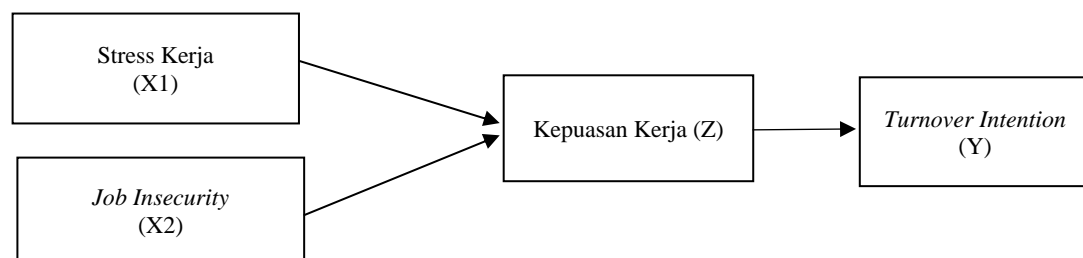 Stress Kerja
(X1)
Job Insecurity
(X2)
Kepuasan Kerja (Z)
Turnover Intention
(Y)